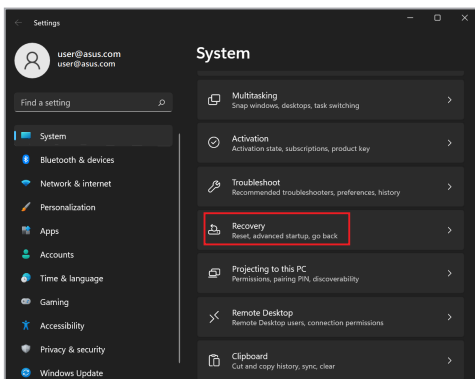 Settings
user@asus.com
user@asus.com
Find a setting
System
Bluetooth & devices
Network & internet
Personalization
Apps
Accounts
Time & language
Gaming
Accessibility
Privacy & security
Windows Update
System
Multitasking
Snap windows, desktops, task switching
Activation
Activation state, subscriptions, product key
Troubleshoot
Recommended troubleshooters, preferences, history
Recovery
Reset, advanced startup, go back
Projecting to this PC
Permissions, pairing PIN, discoverability
Remote Desktop
Remote Desktop users, connection permissions
Clipboard
Cut and copy history, sync, clear